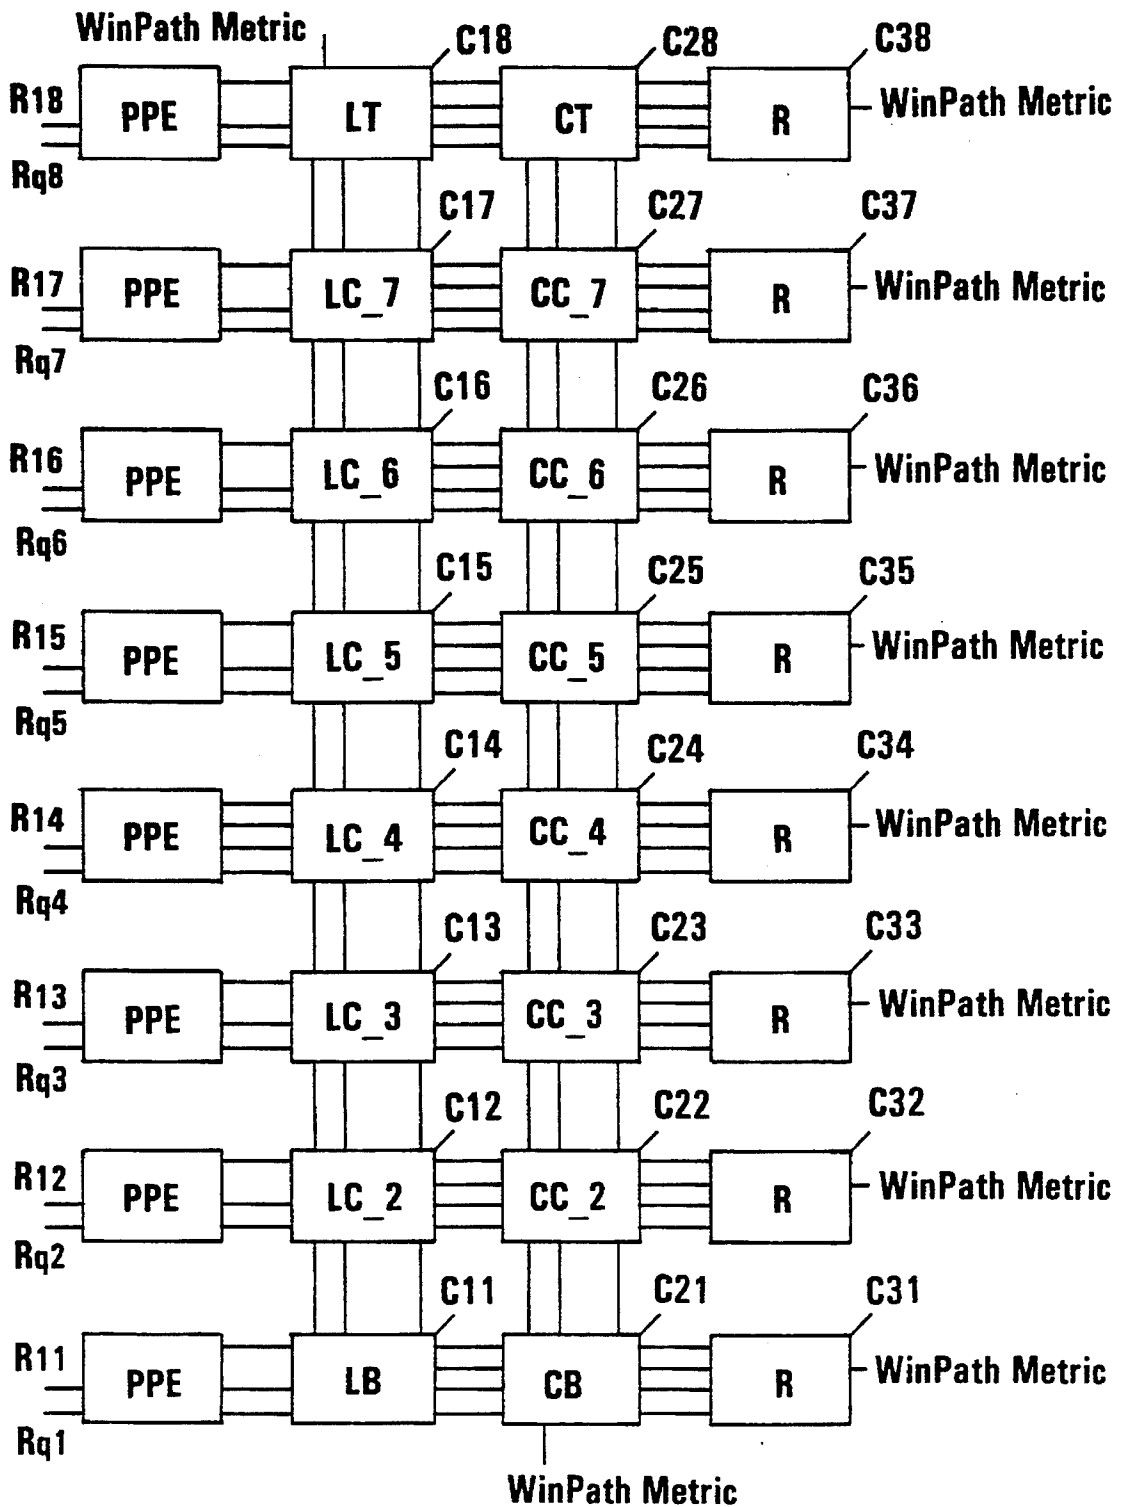 WinPath Metric
C18
C28
C38
R18
PPE
LT
CT
R
WinPath Metric
Rq8
C17
C27
C37
R17
PPE
LC_7
CC_7
R
WinPath Metric
Rq7
C16
C26
C36
R16
PPE
LC_6
CC_6
R
WinPath Metric
Rq6
C15
C25
C35
R15
PPE
LC_5
CC_5
R
WinPath Metric
Rq5
C14
C24
C34
R14
PPE
LC_4
CC_4
R
WinPath Metric
Rq4
C13
C23
C33
R13
PPE
LC_3
CC_3
R
WinPath Metric
Rq3
C12
C22
C32
R12
PPE
LC_2
CC_2
R
WinPath Metric
Rq2
C11
C21
C31
R11
PPE
LB
CB
R
WinPath Metric
Rq1
WinPath Metric